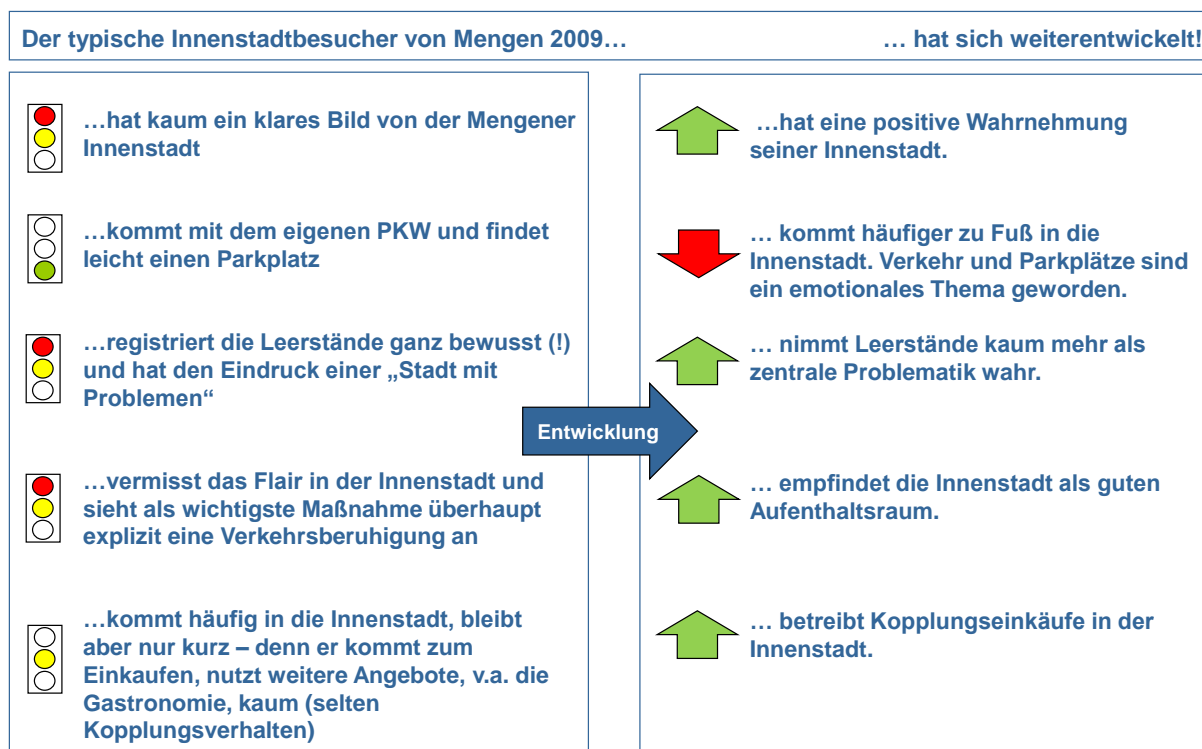 Der typische Innenstadtbesucher von Mengen 2009… … hat sich weiterentwickelt!
…hat kaum ein klares Bild von der Mengener
Innenstadt
…kommt mit dem eigenen PKW und findet
leicht einen Parkplatz
…registriert die Leerstände ganz bewusst (!)
und hat den Eindruck einer „Stadt mit
Problemen“
…vermisst das Flair in der Innenstadt und
sieht als wichtigste Maßnahme überhaupt
explizit eine Verkehrsberuhigung an
…kommt häufig in die Innenstadt, bleibt
aber nur kurz – denn er kommt zum
Einkaufen, nutzt weitere Angebote, v.a. die
Gastronomie, kaum (selten
Kopplungsverhalten)
Entwicklung
…hat eine positive Wahrnehmung
seiner Innenstadt.
… kommt häufiger zu Fuß in die
Innenstadt. Verkehr und Parkplätze sind
ein emotionales Thema geworden.
… nimmt Leerstände kaum mehr als
zentrale Problematik wahr.
… empfindet die Innenstadt als guten
Aufenthaltsraum.
… betreibt Kopplungseinkäufe in der
Innenstadt.